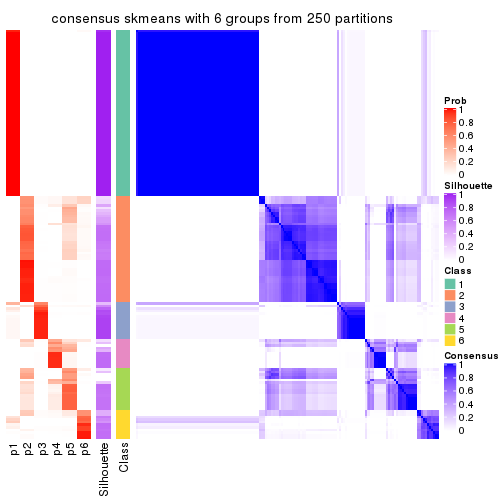 consensus skmeans with 6 groups from 250 partitions
Prob
1
0.8
0.6
0.4
0.2
0
Silhouette
1
0.8
0.6
0.4
0.2
0
Class
1
2
3
4
5
6
Consensus
1
0.8
0.6
0.4
0.2
0
p1
p2
p3
p4
p5
p6
Silhouette
Class